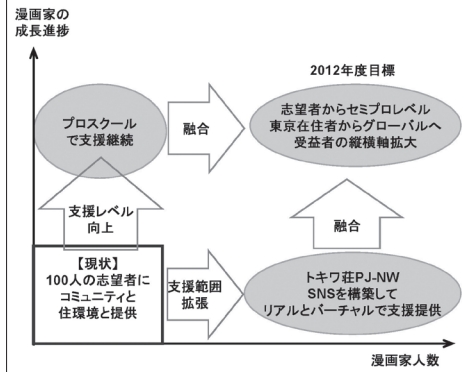 漫画家の
成長進捗
2012年度目標
プロスクール
で支援継続
融合
志望者からセミプロレベル
東京在住者からグローバルへ
受益者の縦横軸拡大
支援レベル
向上
融合
【現状】
100人の志望者に
コミュニティと
住環境と提供
支援範囲
拡張
トキワ荘PJ-NW
SNSを構築して
リアルとバーチャルで支援提供
漫画家人数